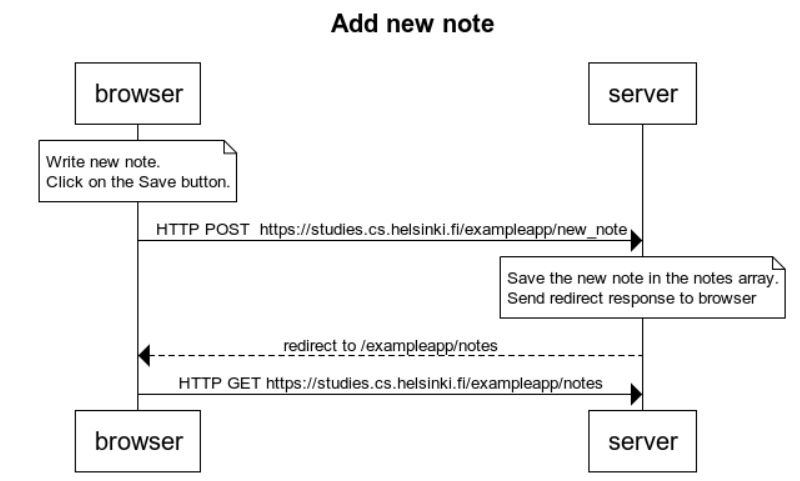 Add new note
browser
server
Write new note.
Click on the Save button.
HTTP POST  https://studies.cs.helsinki.fi/exampleapp/new_note
Save the new note in the notes array.
Send redirect response to browser
redirect to /exampleapp/notes
HTTP GET https://studies.cs.helsinki.fi/exampleapp/notes
browser
server